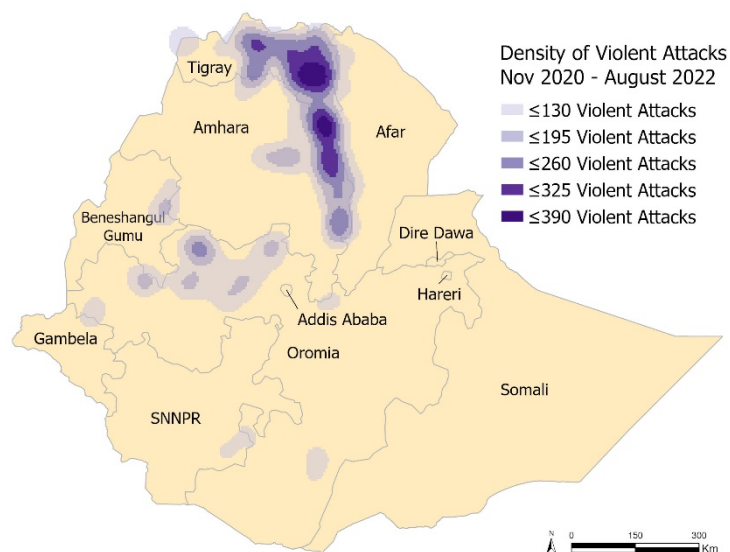 Density of Violent Attacks
Nov 2020 - August 2022
≤130 Violent Attacks
≤195 Violent Attacks
≤260 Violent Attacks
≤325 Violent Attacks
≤390 Violent Attacks
Tigray
Amhara
Afar
Beneshangul
Gumu
Dire Dawa
Hareri
Addis Ababa
Gambela
Oromia
Somali
SNNPR
N
0 150 300
Km